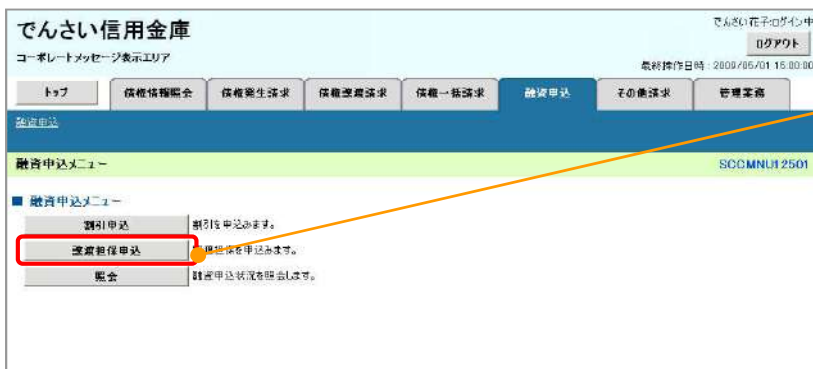 でんさい信用金庫
でんさい花子:ログイン中
ログアウト
コーポレートメッセージ表示エリア
最終操作日時：2009/05/01 15:00:00
トップ 債権情報照会 債権発生請求 債権譲渡請求 債権一括請求 融資申込 その他請求 管理業務
融資申込
融資申込メニュー SCCMNU12501
■ 融資申込メニュー
割引申込 割引を申込みます。
譲渡担保申込 担保を申込みます。
照会 融資申込状況を照会します。